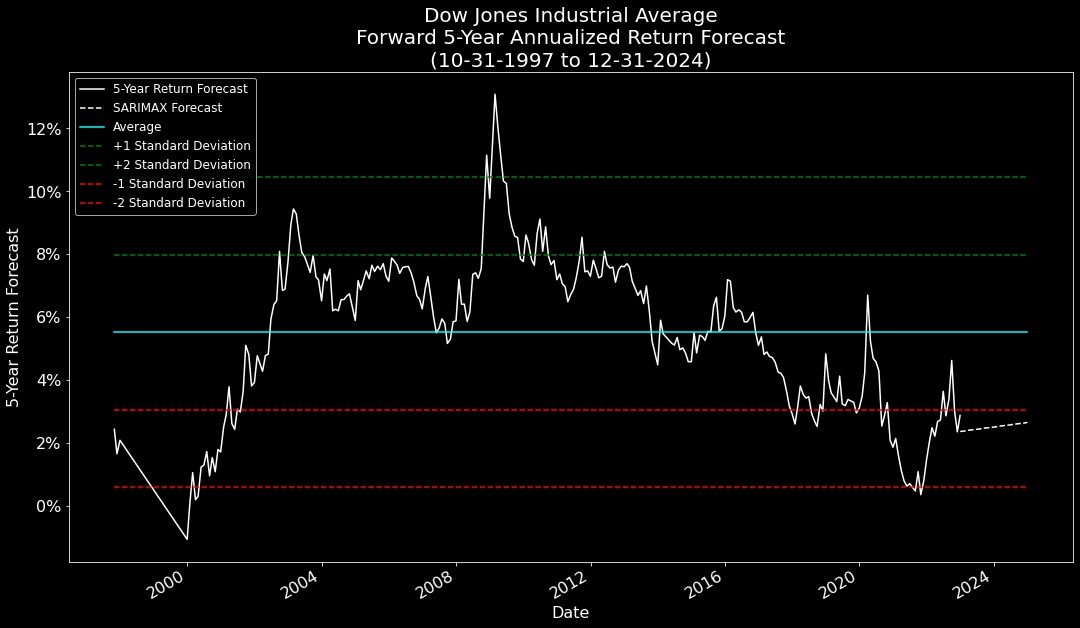 Dow Jones Industrial Average
Forward 5-Year Annualized Return Forecast
(10-31-1997 to 12-31-2024)
5-Year Return Forecast
SARIMAX Forecast
Average
+1 Standard Deviation
+2 Standard Deviation
-1 Standard Deviation
-2 Standard Deviation
5-Year Return Forecast
12%
10%
8%
6%
4%
2%
0%
2000
2004
2008
2012
2016
2020
2024
Date